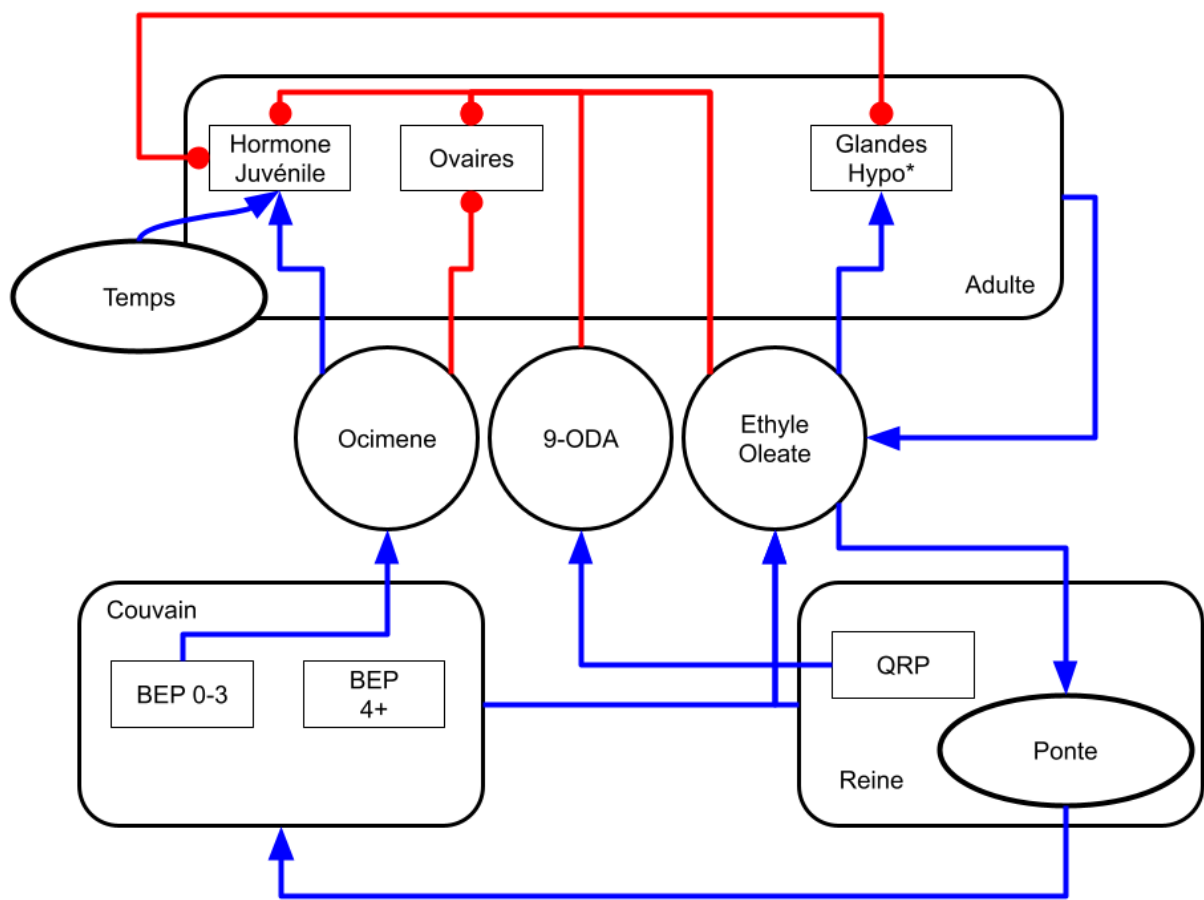 Hormone
Juvénile
Ovaires
Glandes
Hypo*
Temps
Adulte
Ocimene
9-ODA
Ethyle
Oleate
Couvain
BEP 0-3
BEP
4+
QRP
Ponte
Reine